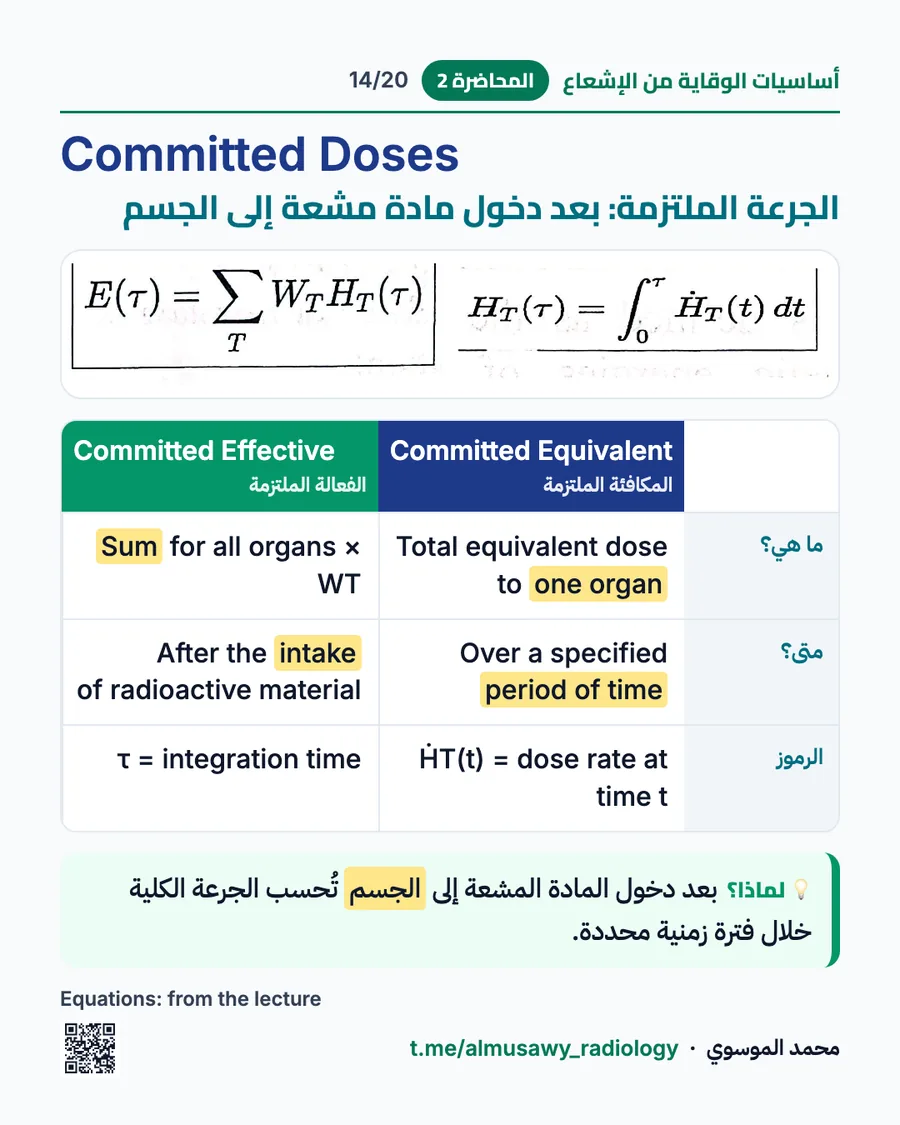 أساسيات الوقاية من الإشعاع المحاضرة 2 14/20
Committed Doses
الجرعة الملتزمة: بعد دخول مادة مشعة إلى الجسم
E(τ) = ∑_T W_T H_T(τ)
H_T(τ) = ∫_0^τ Ḣ_T(t) dt
Committed Equivalent
المكافئة الملتزمة
Committed Effective
الفعالة الملتزمة
ما هي؟
Total equivalent dose
to one organ
Sum for all organs ×
WT
متى؟
Over a specified
period of time
After the intake
of radioactive material
الرموز
ḢT(t) = dose rate at
time t
τ = integration time
💡 لماذا؟ بعد دخول المادة المشعة إلى الجسم تُحسب الجرعة الكلية
خلال فترة زمنية محددة.
Equations: from the lecture
محمد الموسوي · t.me/almusawy_radiology